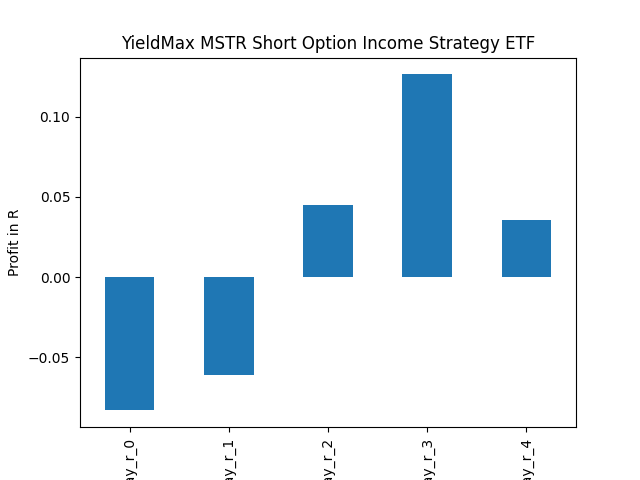 YieldMax MSTR Short Option Income Strategy ETF
Profit in R
0.10
0.05
0.00
−0.05
ay_r_0
ay_r_1
ay_r_2
ay_r_3
ay_r_4